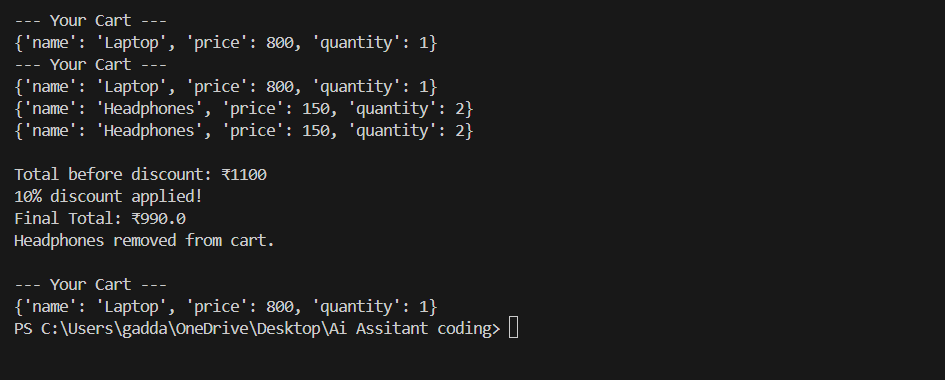 --- Your Cart ---
{'name': 'Laptop', 'price': 800, 'quantity': 1}
--- Your Cart ---
{'name': 'Laptop', 'price': 800, 'quantity': 1}
{'name': 'Headphones', 'price': 150, 'quantity': 2}
{'name': 'Headphones', 'price': 150, 'quantity': 2}

Total before discount: ₹1100
10% discount applied!
Final Total: ₹990.0
Headphones removed from cart.

--- Your Cart ---
{'name': 'Laptop', 'price': 800, 'quantity': 1}
PS C:\Users\gadda\OneDrive\Desktop\Ai Assitant coding>